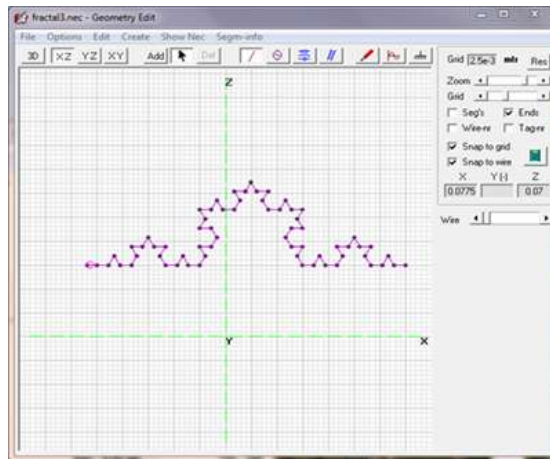 fractal3.nec - Geometry Edit
File Options Edit Create Show Nec Segm-info
3D XZ YZ XY Add Del
Grid 2.5e-3 mtr Res
Zoom
Grid
Seg's Ends
Wire-nr Tag-nr
Snap to grid
Snap to wire
X Y [-] Z
0.0775 0.07
Wire
Z
Y X